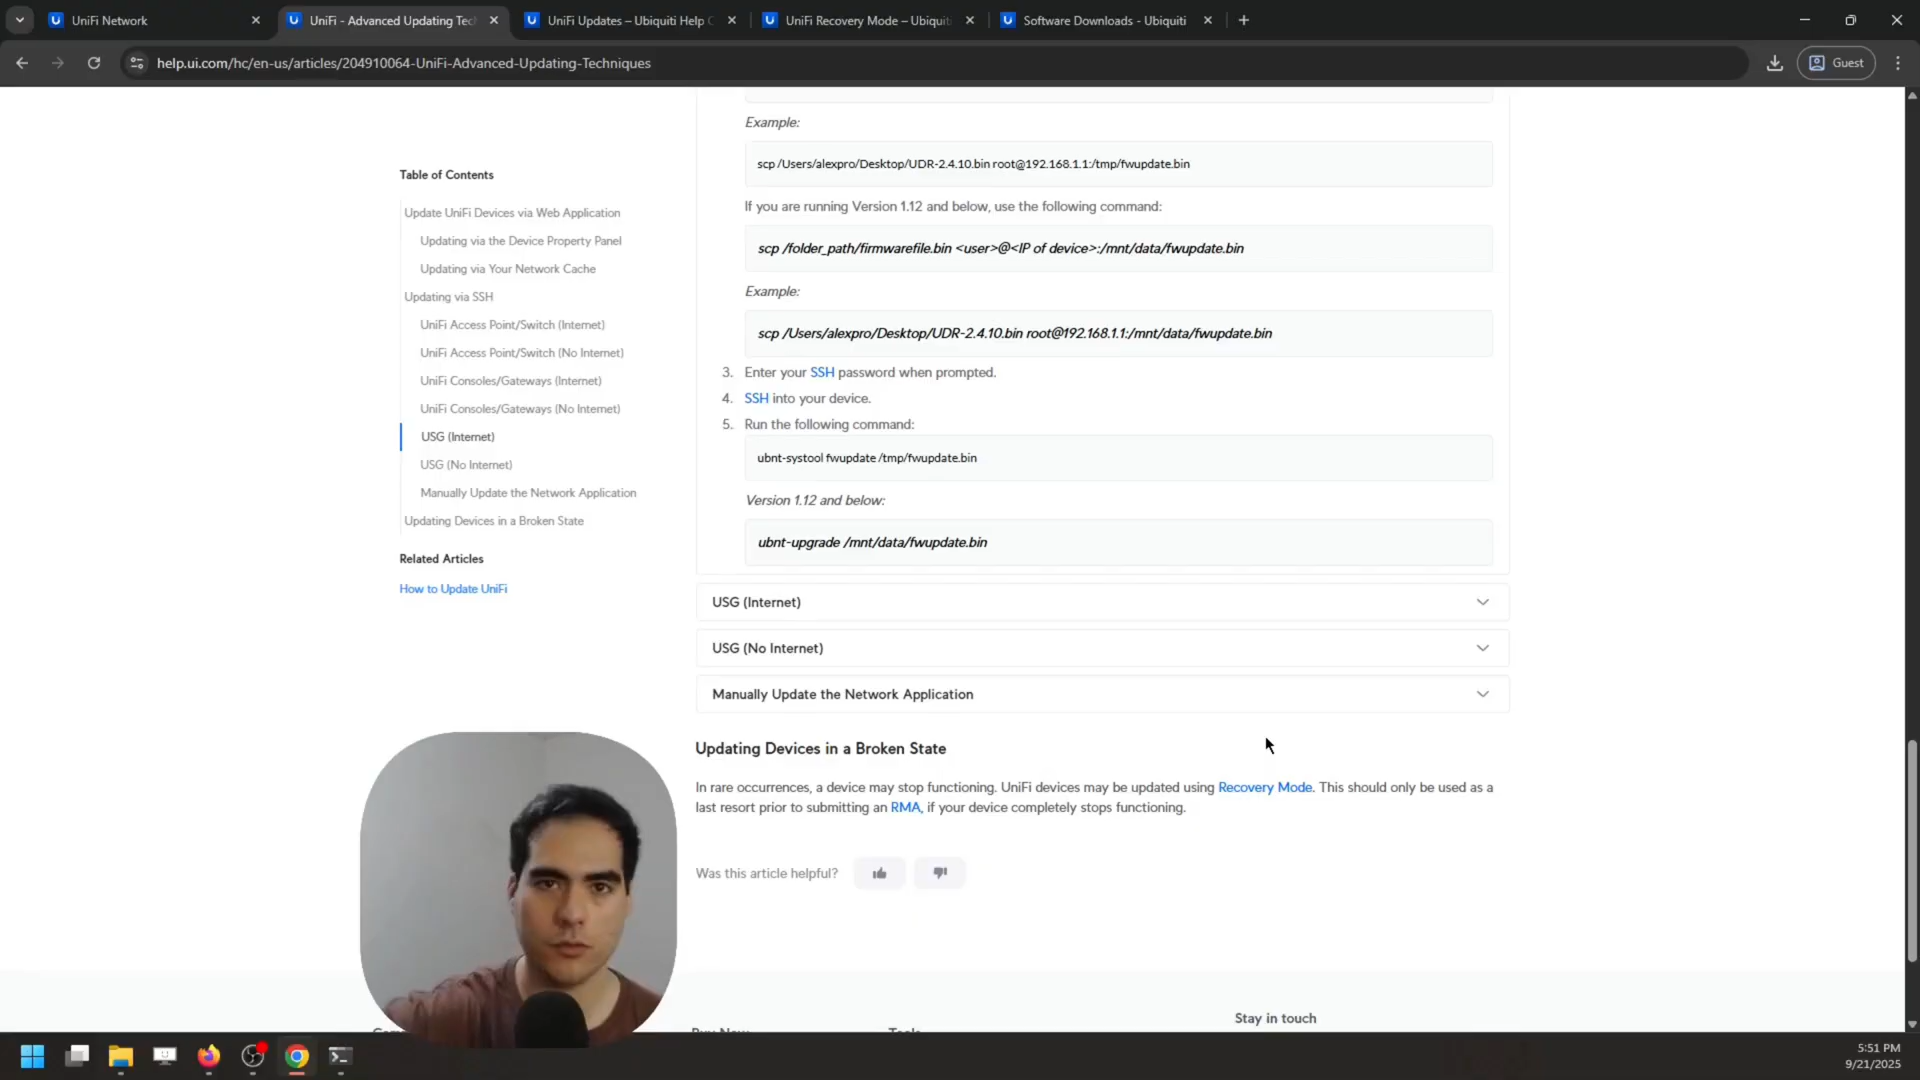 UniFi Network
UniFi - Advanced Updating Tec
UniFi Updates – Ubiquiti Help C
UniFi Recovery Mode – Ubiquiti
Software Downloads - Ubiquiti
help.ui.com/hc/en-us/articles/204910064-UniFi-Advanced-Updating-Techniques
Guest
Table of Contents
Update UniFi Devices via Web Application
Updating via the Device Property Panel
Updating via Your Network Cache
Updating via SSH
UniFi Access Point/Switch (Internet)
UniFi Access Point/Switch (No Internet)
UniFi Consoles/Gateways (Internet)
UniFi Consoles/Gateways (No Internet)
USG (Internet)
USG (No Internet)
Manually Update the Network Application
Updating Devices in a Broken State
Related Articles
How to Update UniFi
Example:
scp /Users/alexpro/Desktop/UDR-2.4.10.bin root@192.168.1.1:/tmp/fwupdate.bin
If you are running Version 1.12 and below, use the following command:
scp /folder_path/firmwarefile.bin <user>@<IP of device>:/mnt/data/fwupdate.bin
Example:
scp /Users/alexpro/Desktop/UDR-2.4.10.bin root@192.168.1.1:/mnt/data/fwupdate.bin
3. Enter your SSH password when prompted.
4. SSH into your device.
5. Run the following command:
ubnt-systool fwupdate /tmp/fwupdate.bin
Version 1.12 and below:
ubnt-upgrade /mnt/data/fwupdate.bin
USG (Internet)
USG (No Internet)
Manually Update the Network Application
Updating Devices in a Broken State
In rare occurrences, a device may stop functioning. UniFi devices may be updated using Recovery Mode. This should only be used as a
last resort prior to submitting an RMA, if your device completely stops functioning.
Was this article helpful?
Stay in touch
5:51 PM
9/21/2025